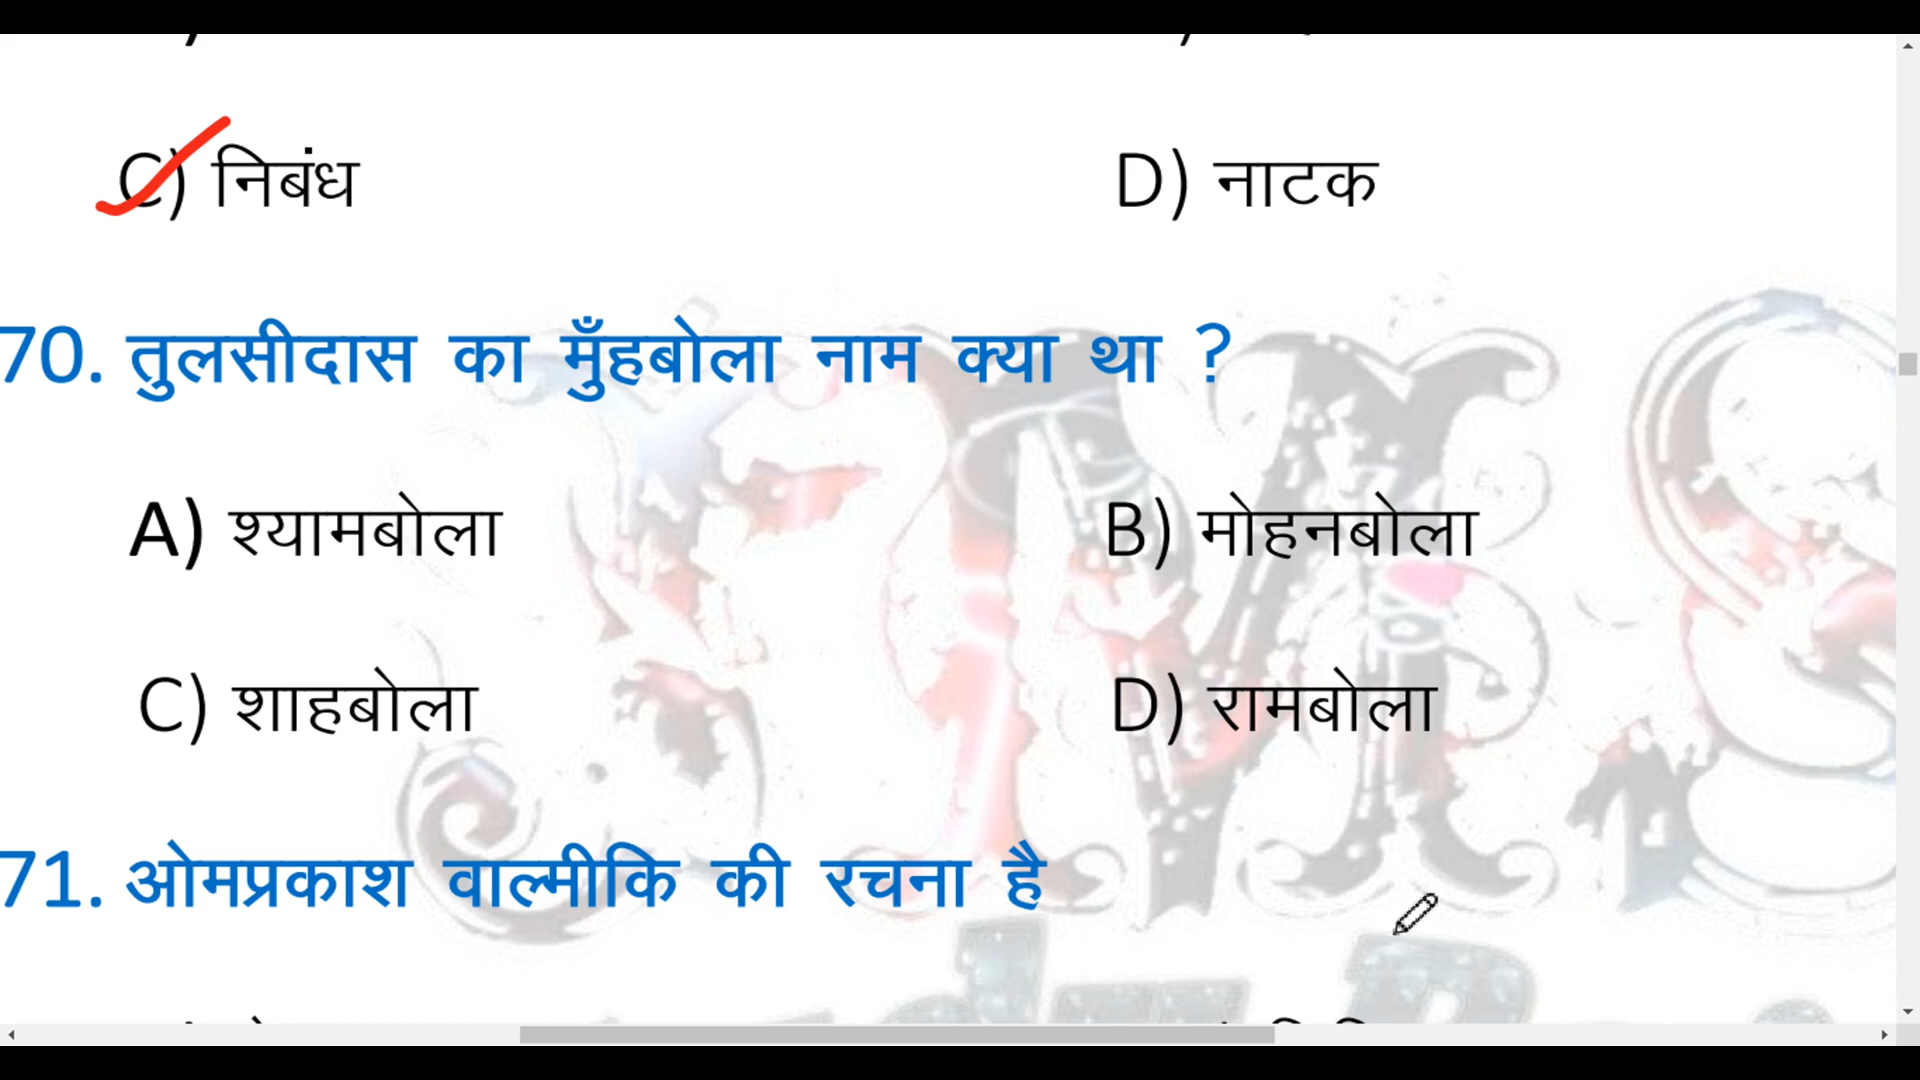 C) निबंध D) नाटक
70. तुलसीदास का मुँहबोला नाम क्या था ?
A) श्यामबोला B) मोहनबोला
C) शाहबोला D) रामबोला
71. ओमप्रकाश वाल्मीकि की रचना है